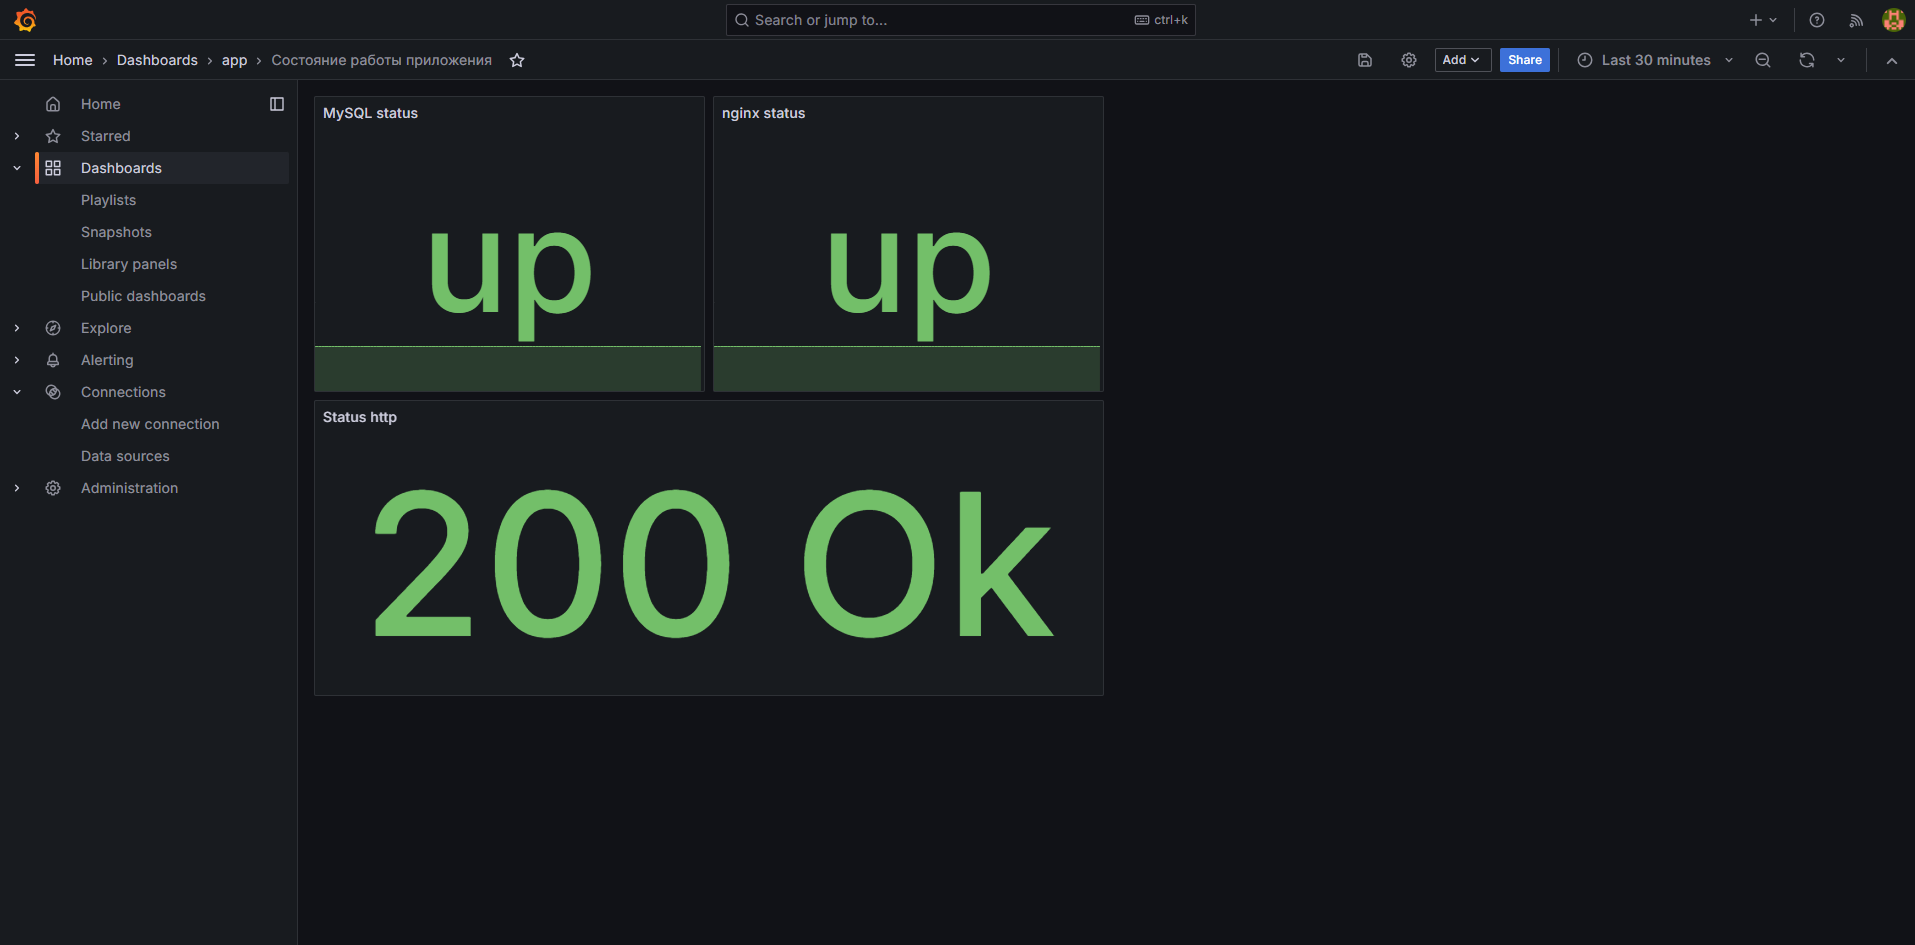 Search or jump to...
ctrl+k
Home
Dashboards
app
Состояние работы приложения
Add
Share
Last 30 minutes
Home
Starred
Dashboards
Playlists
Snapshots
Library panels
Public dashboards
Explore
Alerting
Connections
Add new connection
Data sources
Administration
MySQL status
up
nginx status
up
Status http
200 Ok